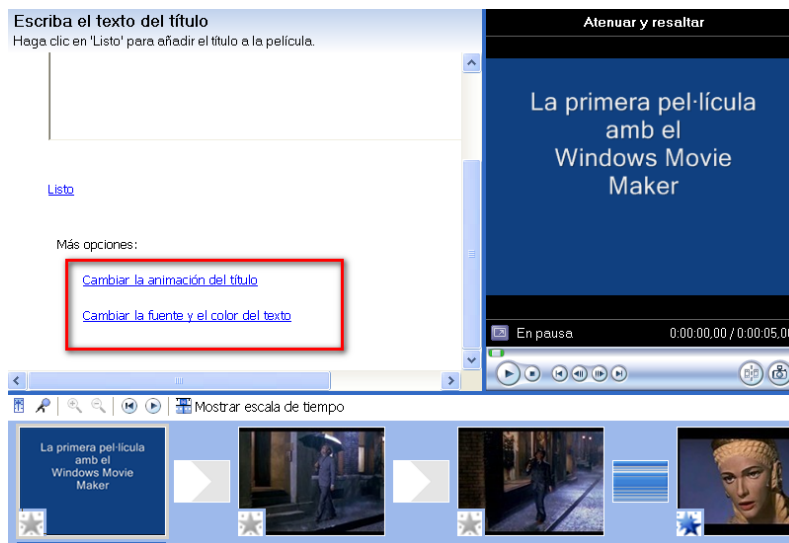 Escriba el texto del título
Haga clic en 'Listo' para añadir el título a la película.
Listo
Más opciones:
Cambiar la animación del título
Cambiar la fuente y el color del texto
Atenuar y resaltar
La primera pel·lícula
amb el
Windows Movie
Maker
En pausa 0:00:00,00 / 0:00:05,00
Mostrar escala de tiempo
La primera pel·lícula
amb el
Windows Movie
Maker